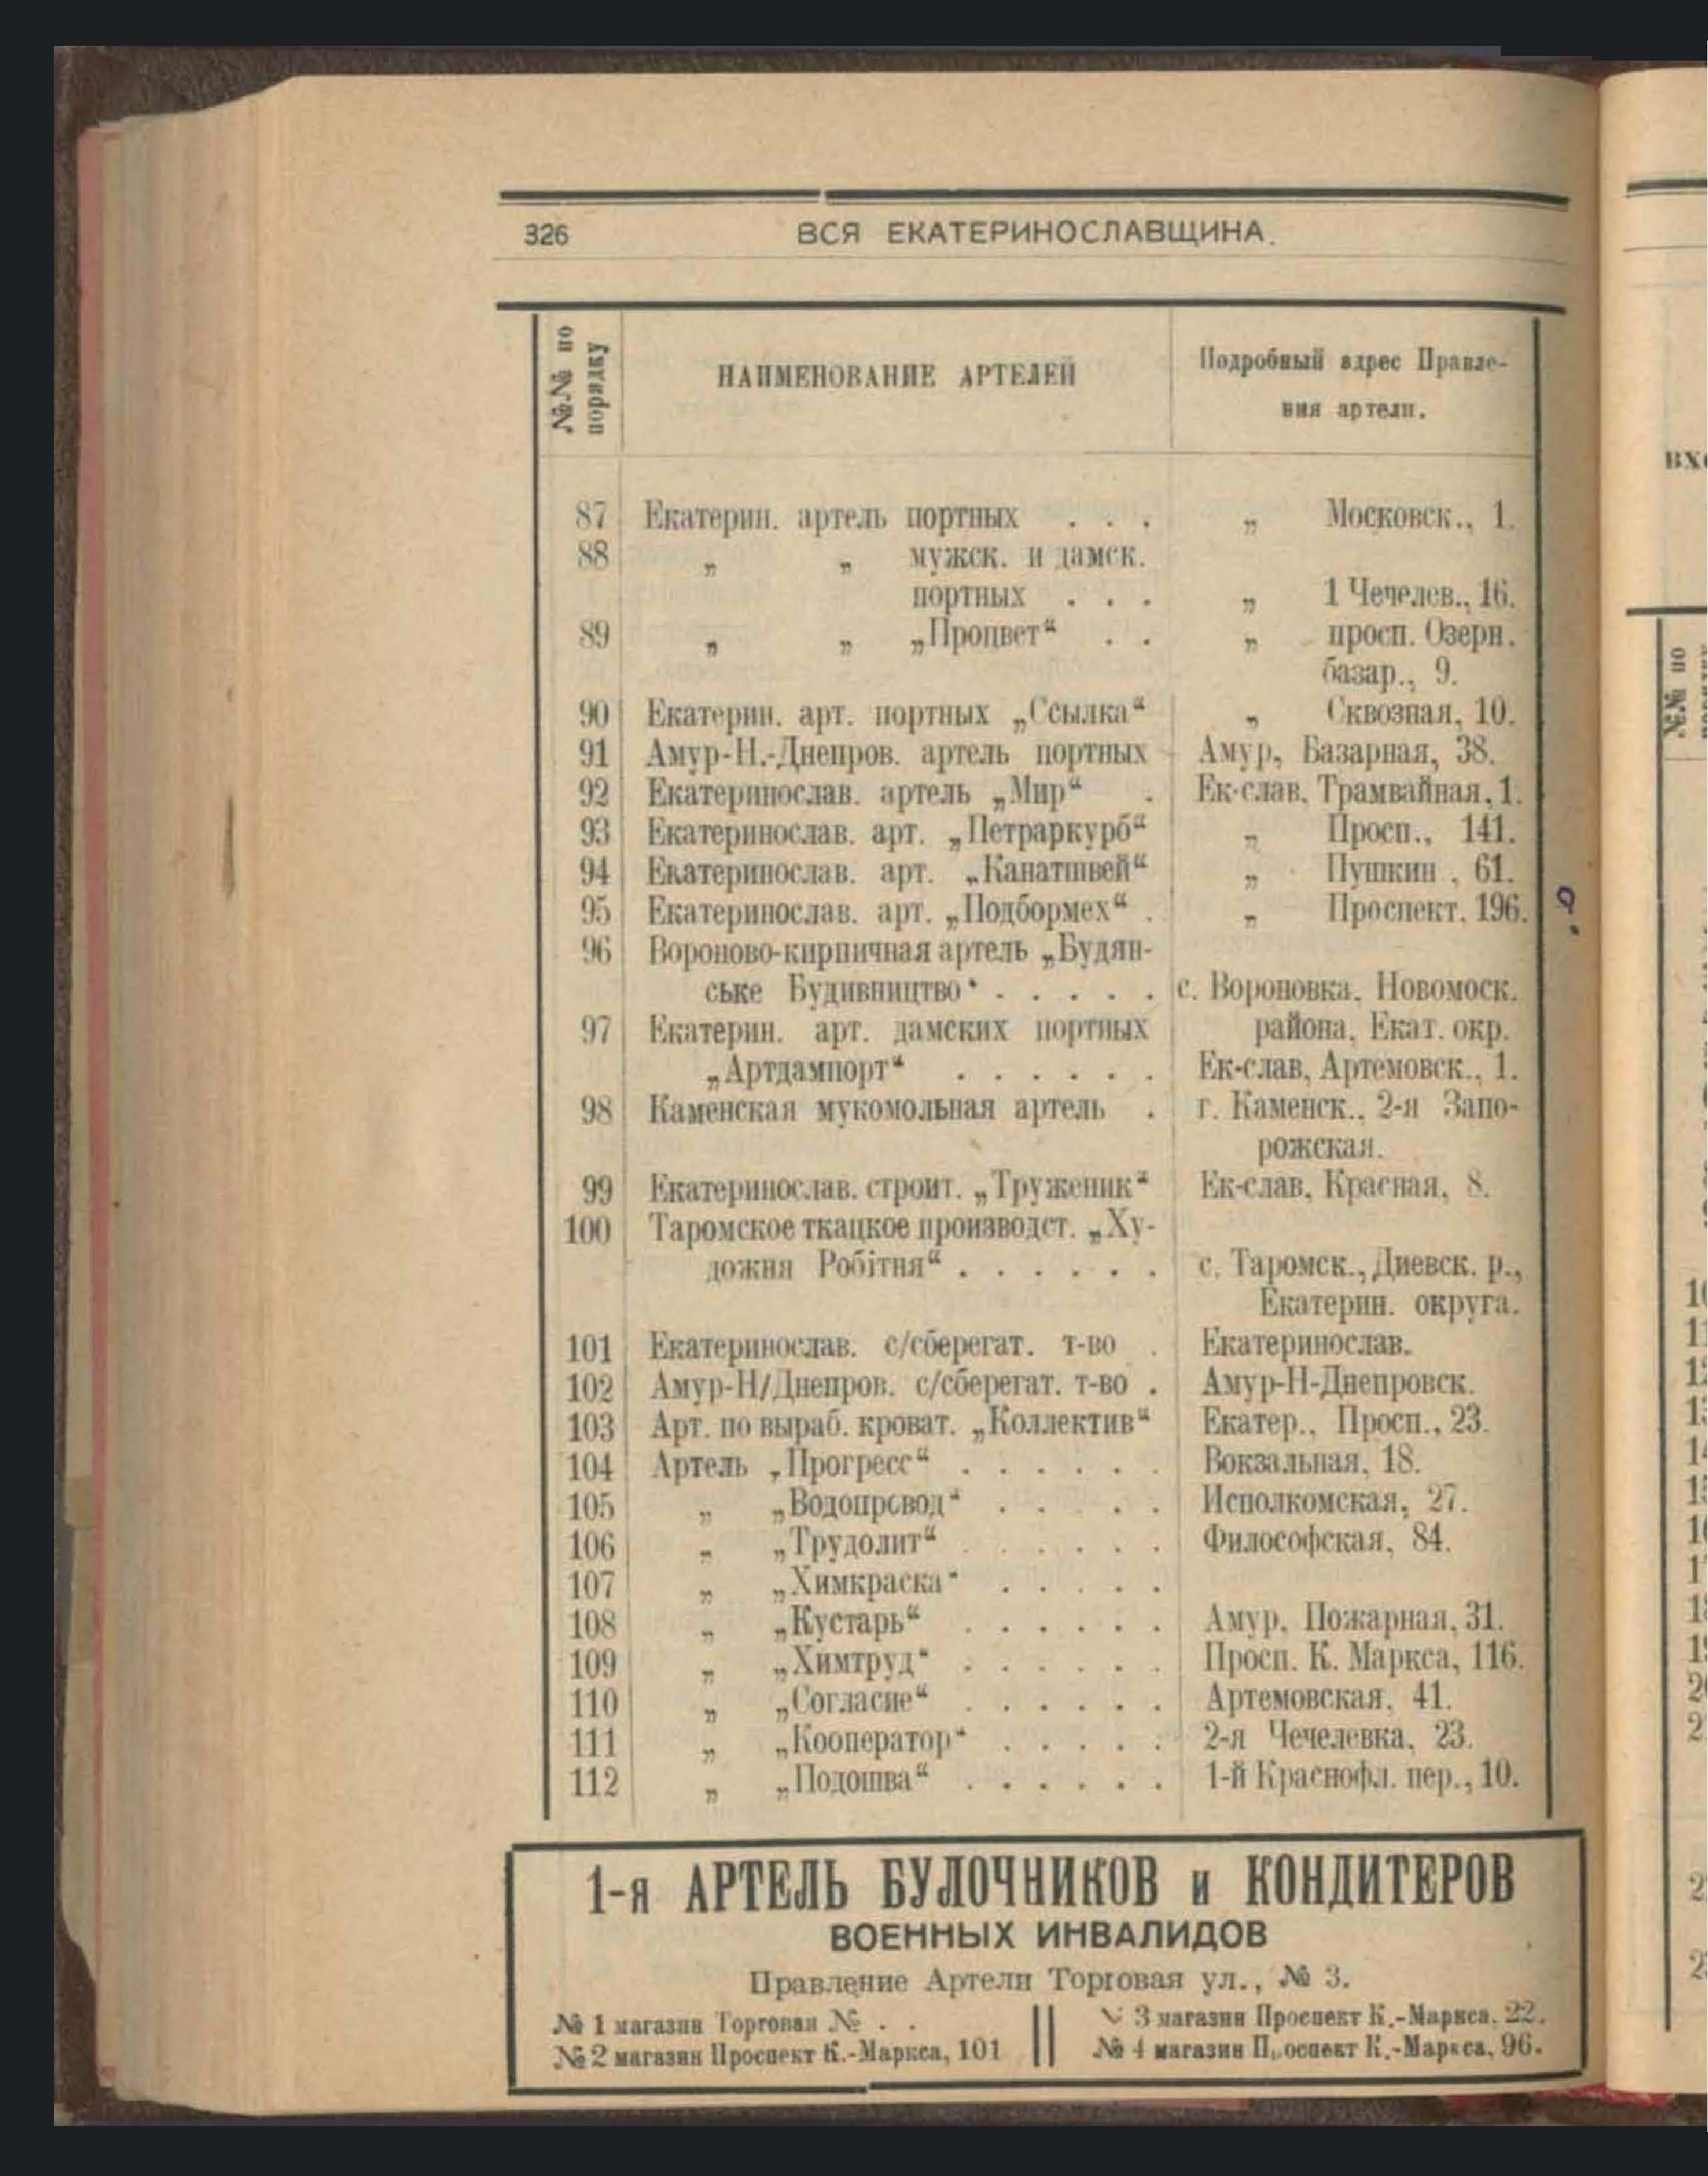 326 ВСЯ ЕКАТЕРИНОСЛАВЩИНА.
№№ по порядку
НАИМЕНОВАНИЕ АРТЕЛЕЙ
Подробный адрес Правле-
ния артели.
87 Екатерин. артель портных . . . „ Московск., 1.
88 „ „ мужск. и дамск.
портных . . . „ 1 Чечелев., 16.
89 „ „ „Процвет“ . . „ просп. Озерн.
базар., 9.
90 Екатерин. арт. портных „Ссылка“ „ Сквозная, 10.
91 Амур-Н.-Днепров. артель портных Амур, Базарная, 38.
92 Екатеринослав. артель „Мир“ . Ек-слав, Трамвайная, 1.
93 Екатеринослав. арт. „Петраркурб“ „ Просп., 141.
94 Екатеринослав. арт. „Канатшвей“ „ Пушкин., 61.
95 Екатеринослав. арт. „Подбормех“ . „ Проспект, 196.
96 Вороново-кирпичная артель „Будян-
ське Будивництво“ . . . . . с. Вороновка, Новомоск.
97 Екатерин. арт. дамских портных района, Екат. окр.
„Артдампорт“ . . . . . . Ек-слав, Артемовск., 1.
98 Каменская мукомольная артель . г. Каменск., 2-я Запо-
рожская.
99 Екатеринослав. строит. „Труженик“ Ек-слав, Красная, 8.
100 Таромское ткацкое производст. „Ху-
дожня Робітня“ . . . . . . с. Таромск., Диевск. р.,
Екатерин. округа.
101 Екатеринослав. с/сберегат. т-во . Екатеринослав.
102 Амур-Н/Днепров. с/сберегат. т-во . Амур-Н-Днепровск.
103 Арт. по выраб. кроват. „Коллектив“ Екатер., Просп., 23.
104 Артель „Прогресс“ . . . . . . Вокзальная, 18.
105 „ „Водопровод“ . . . . . Исполкомская, 27.
106 „ „Трудолит“ . . . . . . Философская, 84.
107 „ „Химкраска“ . . . . .
108 „ „Кустарь“ . . . . . . Амур, Пожарная, 31.
109 „ „Химтруд“ . . . . . . Просп. К. Маркса, 116.
110 „ „Согласие“ . . . . . . Артемовская, 41.
111 „ „Кооператор“ . . . . . 2-я Чечелевка, 23.
112 „ „Подошва“ . . . . . . 1-й Краснофл. пер., 10.
1-я АРТЕЛЬ БУЛОЧНИКОВ и КОНДИТЕРОВ
ВОЕННЫХ ИНВАЛИДОВ
Правление Артели Торговая ул., № 3.
№ 1 магазин Торговая №
№ 2 магазин Проспект К.-Маркса, 101
3 магазин Проспект К.-Маркса, 22.
№ 4 магазин Проспект К.-Маркса, 96.